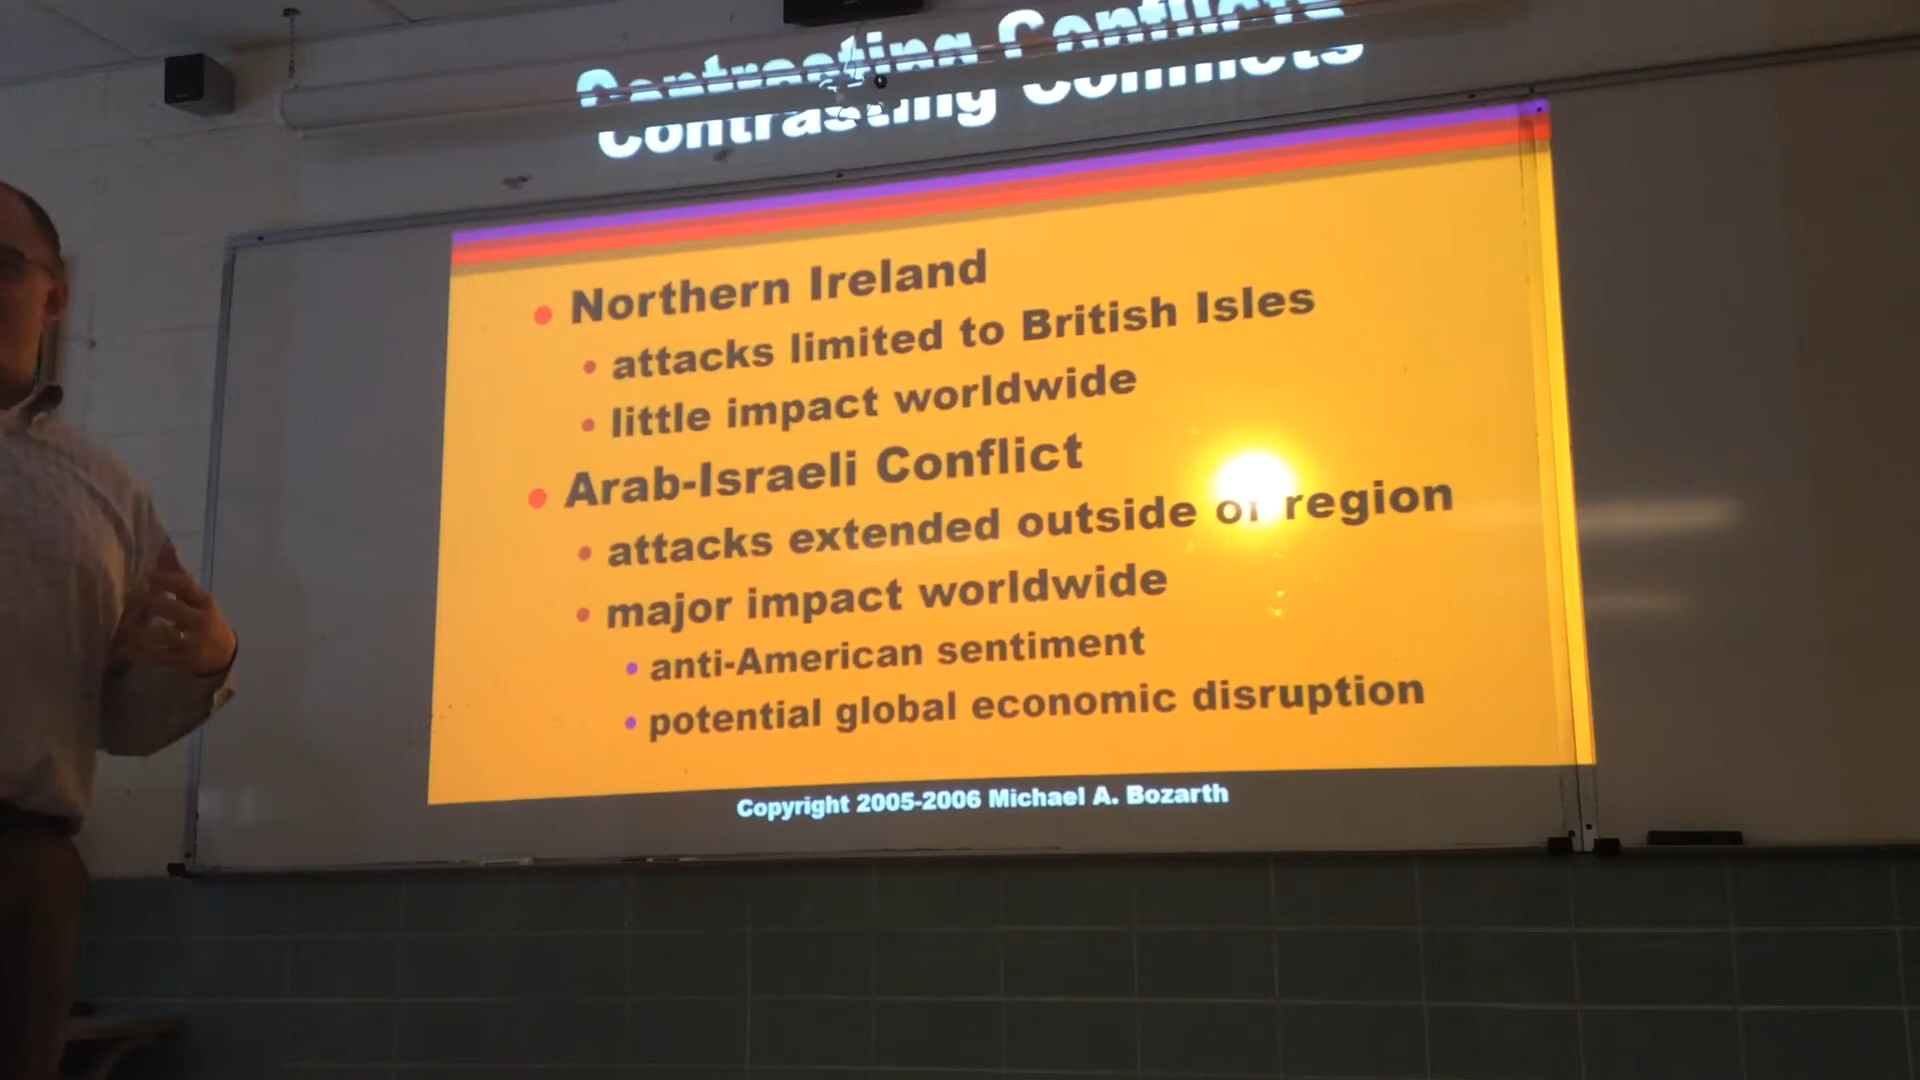 Contrasting Conflicts
Northern Ireland
attacks limited to British Isles
little impact worldwide
Arab-Israeli Conflict
attacks extended outside of region
major impact worldwide
anti-American sentiment
potential global economic disruption
Copyright 2005-2006 Michael A. Bozarth